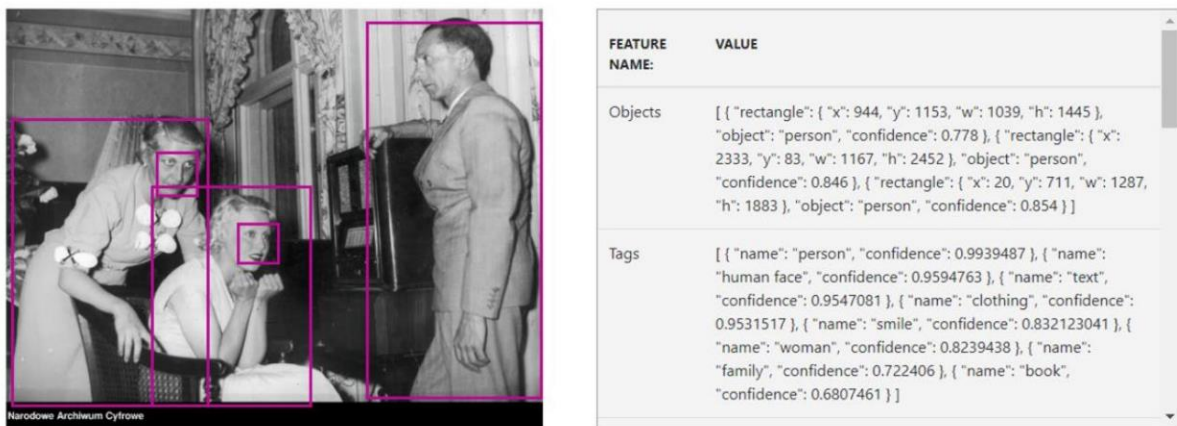 Narodowe Archiwum Cyfrowe
FEATURE NAME:
VALUE
Objects
[ { "rectangle": { "x": 944, "y": 1153, "w": 1039, "h": 1445 },
"object": "person", "confidence": 0.778 }, { "rectangle": { "x":
2333, "y": 83, "w": 1167, "h": 2452 }, "object": "person",
"confidence": 0.846 }, { "rectangle": { "x": 20, "y": 711, "w": 1287,
"h": 1883 }, "object": "person", "confidence": 0.854 } ]
Tags
[ { "name": "person", "confidence": 0.9939487 }, { "name":
"human face", "confidence": 0.9594763 }, { "name": "text",
"confidence": 0.9547081 }, { "name": "clothing", "confidence":
0.9531517 }, { "name": "smile", "confidence": 0.832123041 }, {
"name": "woman", "confidence": 0.8239438 }, { "name":
"family", "confidence": 0.722406 }, { "name": "book",
"confidence": 0.6807461 } ]